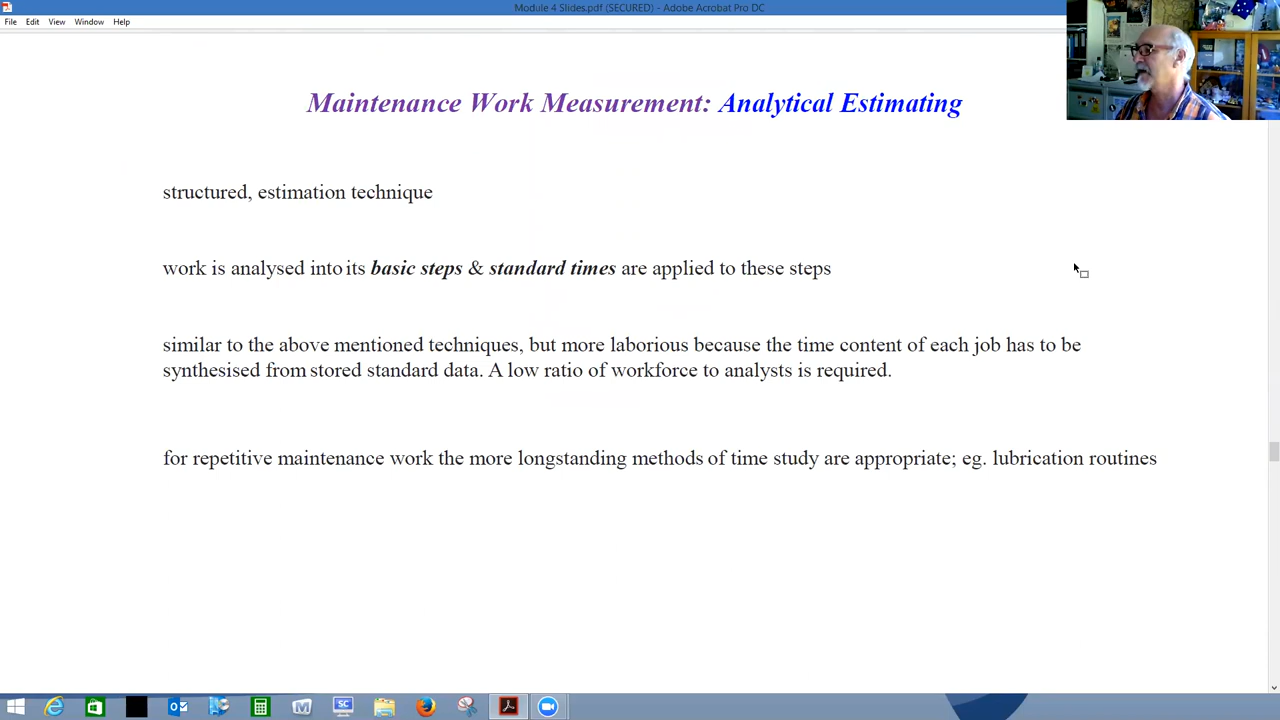 Module 4 Slides.pdf (SECURED) - Adobe Acrobat Pro DC
File Edit View Window Help
Maintenance Work Measurement: Analytical Estimating
structured, estimation technique
work is analysed into its basic steps & standard times are applied to these steps
similar to the above mentioned techniques, but more laborious because the time content of each job has to be
synthesised from stored standard data. A low ratio of workforce to analysts is required.
for repetitive maintenance work the more longstanding methods of time study are appropriate; eg. lubrication routines
SC